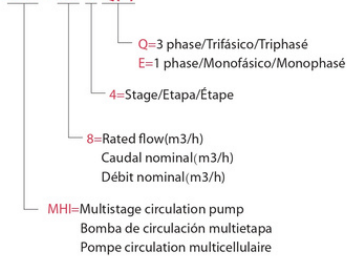 Q=3 phase/Trifásico/Triphasé
E=1 phase/Monofásico/Monophasé
4=Stage/Etapa/Étape
8=Rated flow(m3/h)
Caudal nominal(m3/h)
Débit nominal(m3/h)
MHI=Multistage circulation pump
Bomba de circulación multietapa
Pompe circulation multicellulaire